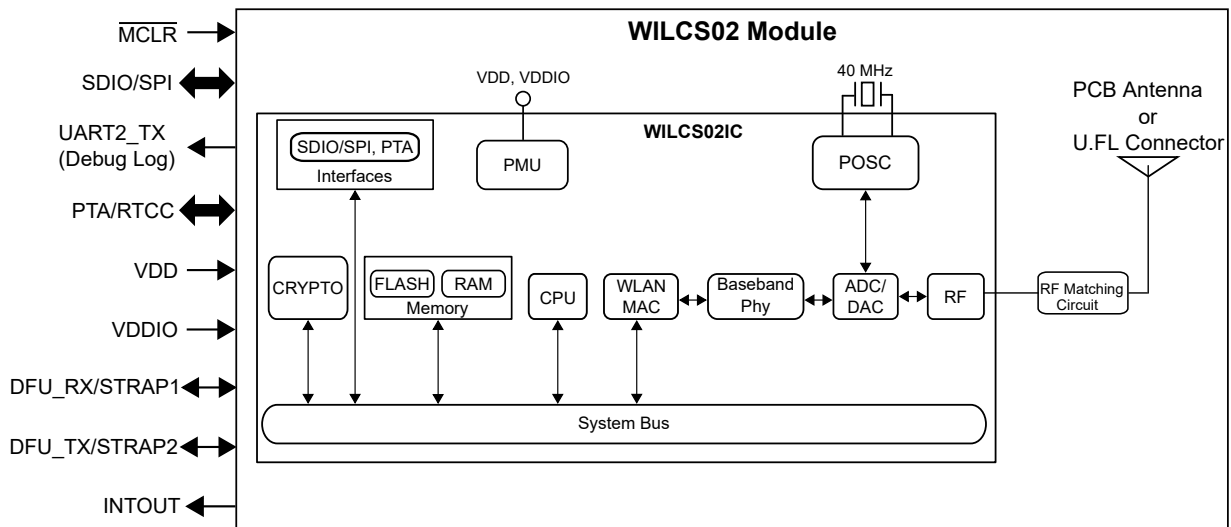 WILCS02 Module
MCLR
SDIO/SPI
UART2_TX
(Debug Log)
PTA/RTCC
VDD
VDDIO
DFU_RX/STRAP1
DFU_TX/STRAP2
INTOUT
VDD, VDDIO
40 MHz
PCB Antenna
or
U.FL Connector
WILCS02IC
SDIO/SPI, PTA
Interfaces
PMU
POSC
CRYPTO
FLASH
RAM
Memory
CPU
WLAN
MAC
Baseband
Phy
ADC/
DAC
RF
RF Matching
Circuit
System Bus